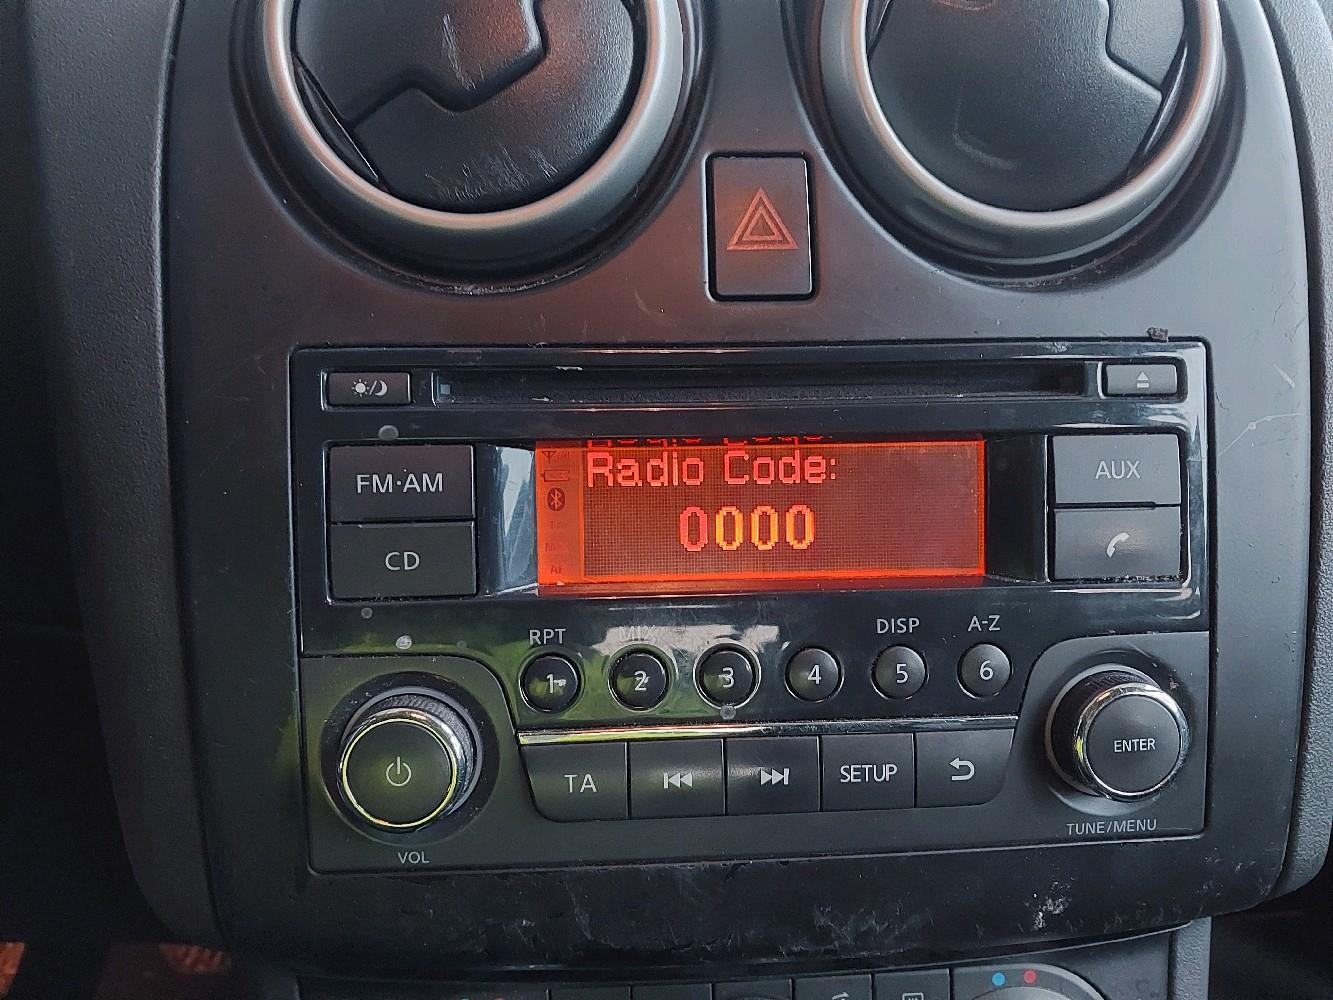 FM·AM
CD
Radio Code:
0000
AUX
RPT
MIX
DISP
A-Z
1
2
3
4
5
6
TA
SETUP
ENTER
VOL
TUNE/MENU